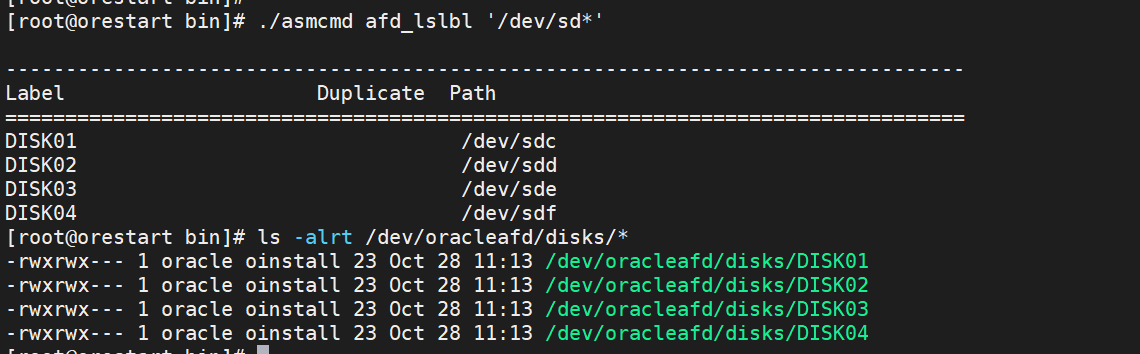 [root@orestart bin]#
[root@orestart bin]# ./asmcmd afd_lslbl '/dev/sd*'
--------------------------------------------------------------------------------
Label                     Duplicate  Path
================================================================================
DISK01                                /dev/sdc
DISK02                                /dev/sdd
DISK03                                /dev/sde
DISK04                                /dev/sdf
[root@orestart bin]# ls -alrt /dev/oracleafd/disks/*
-rwxrwx--- 1 oracle oinstall 23 Oct 28 11:13 /dev/oracleafd/disks/DISK01
-rwxrwx--- 1 oracle oinstall 23 Oct 28 11:13 /dev/oracleafd/disks/DISK02
-rwxrwx--- 1 oracle oinstall 23 Oct 28 11:13 /dev/oracleafd/disks/DISK03
-rwxrwx--- 1 oracle oinstall 23 Oct 28 11:13 /dev/oracleafd/disks/DISK04
[root@orestart bin]#